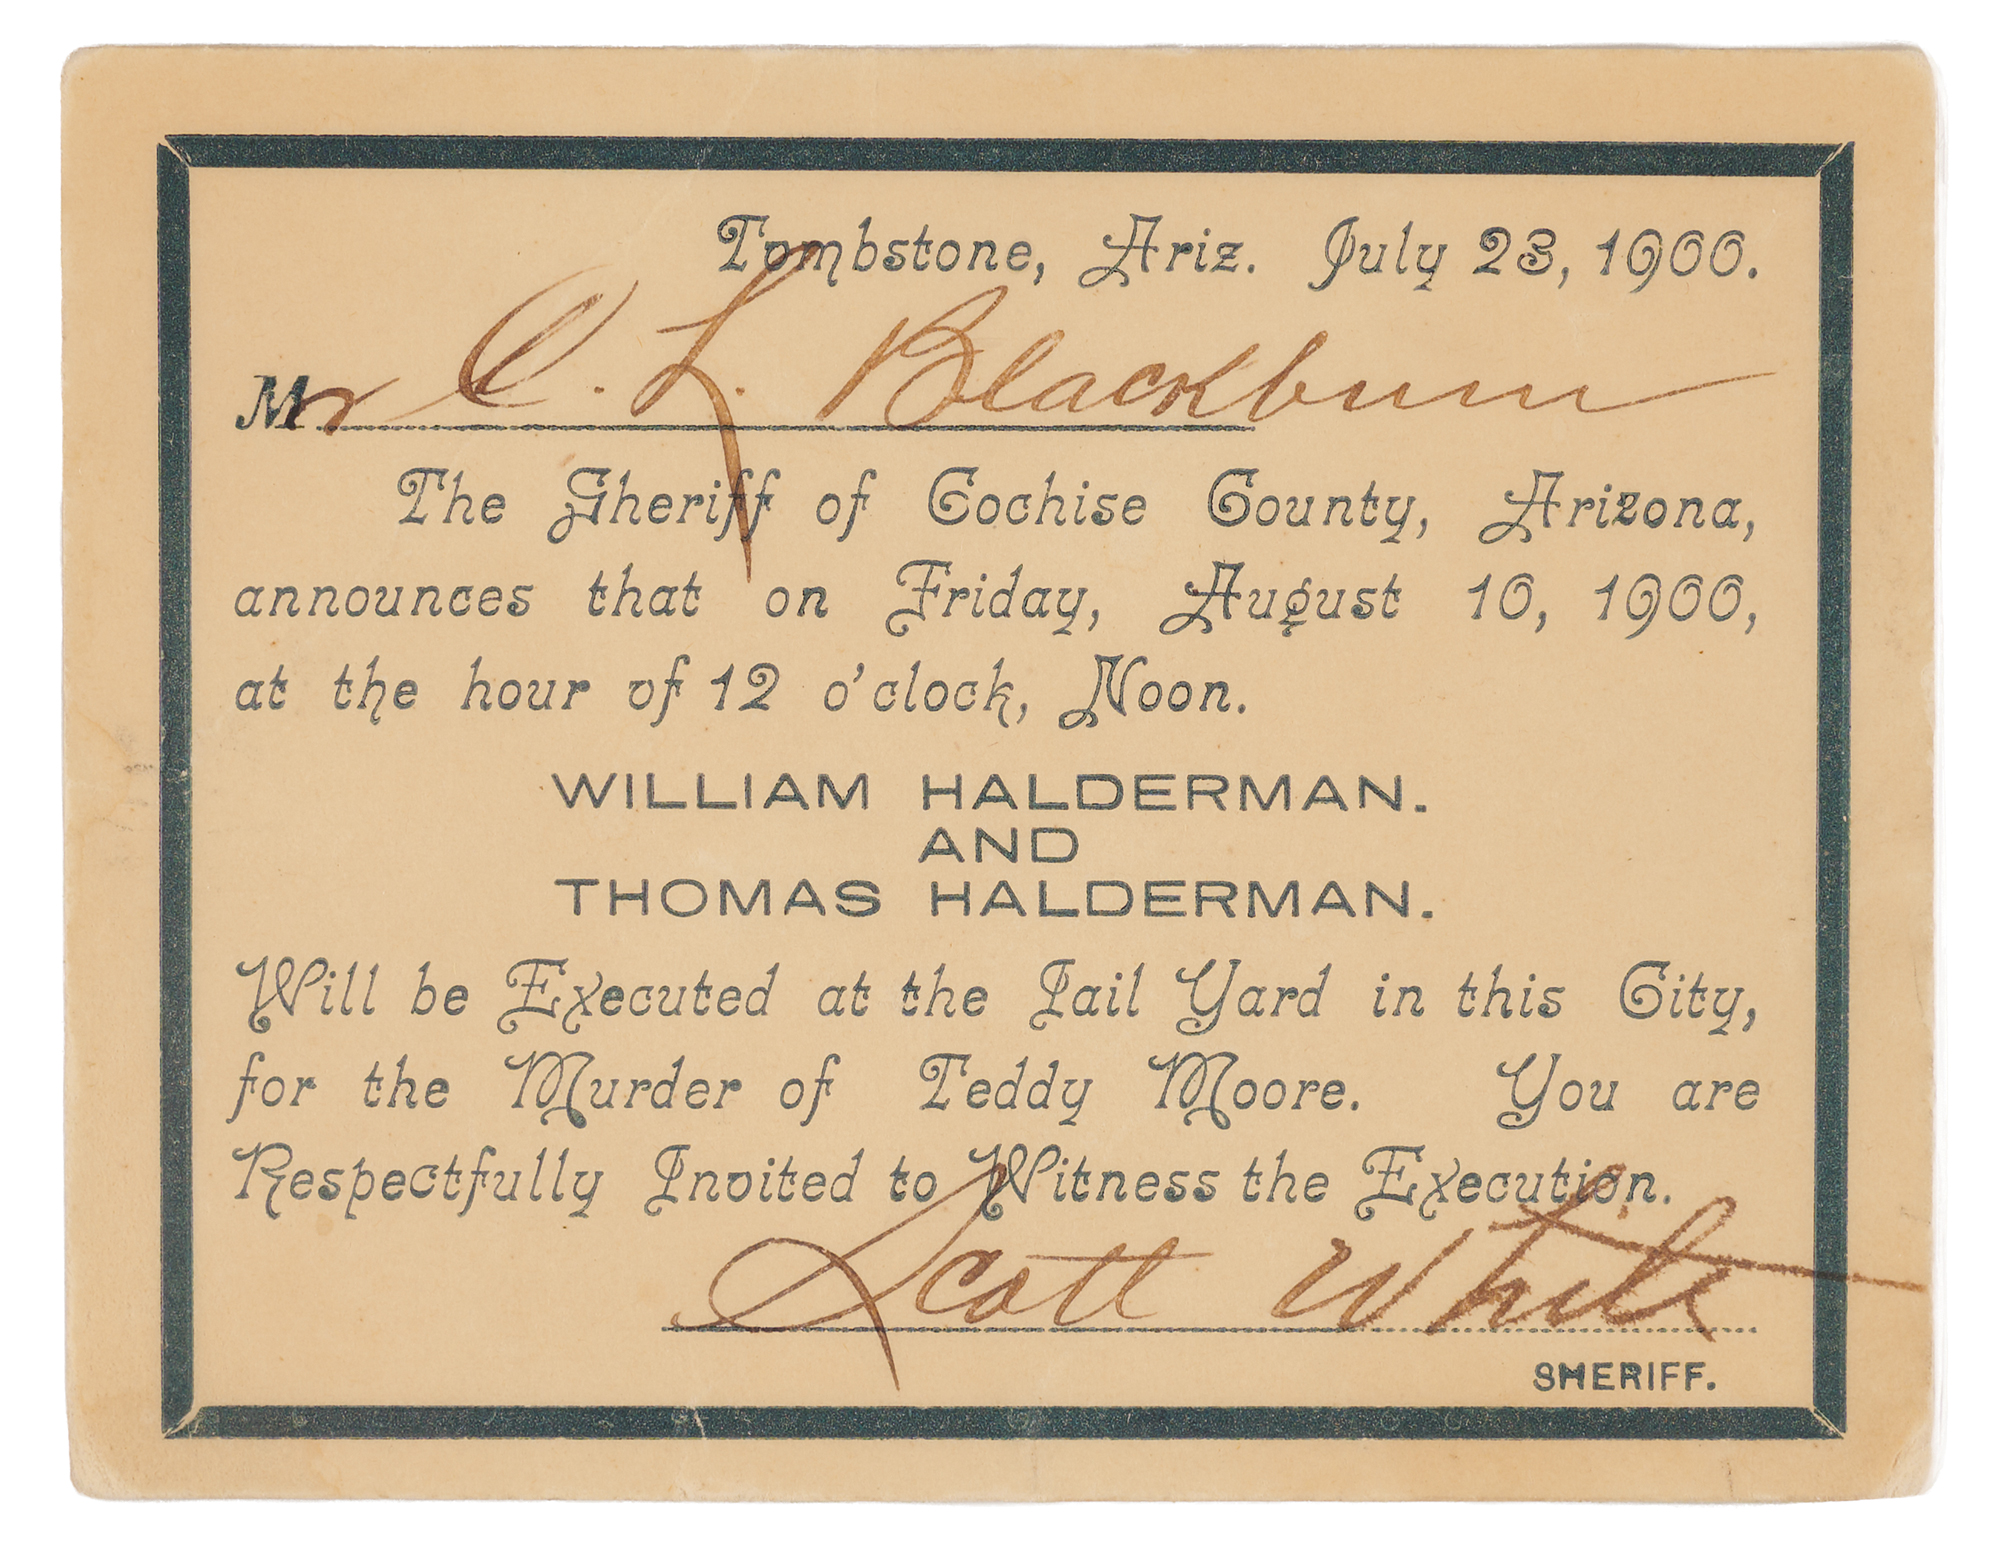 Tombstone, Ariz. July 23, 1900.
Mr C. L. Blackburn
The Sheriff of Cochise County, Arizona,
announces that on Friday, August 10, 1900,
at the hour of 12 o'clock, Noon.
WILLIAM HALDERMAN.
AND
THOMAS HALDERMAN.
Will be Executed at the Jail Yard in this City,
for the Murder of Teddy Moore. You are
Respectfully Invited to Witness the Execution.
Scott White
SHERIFF.